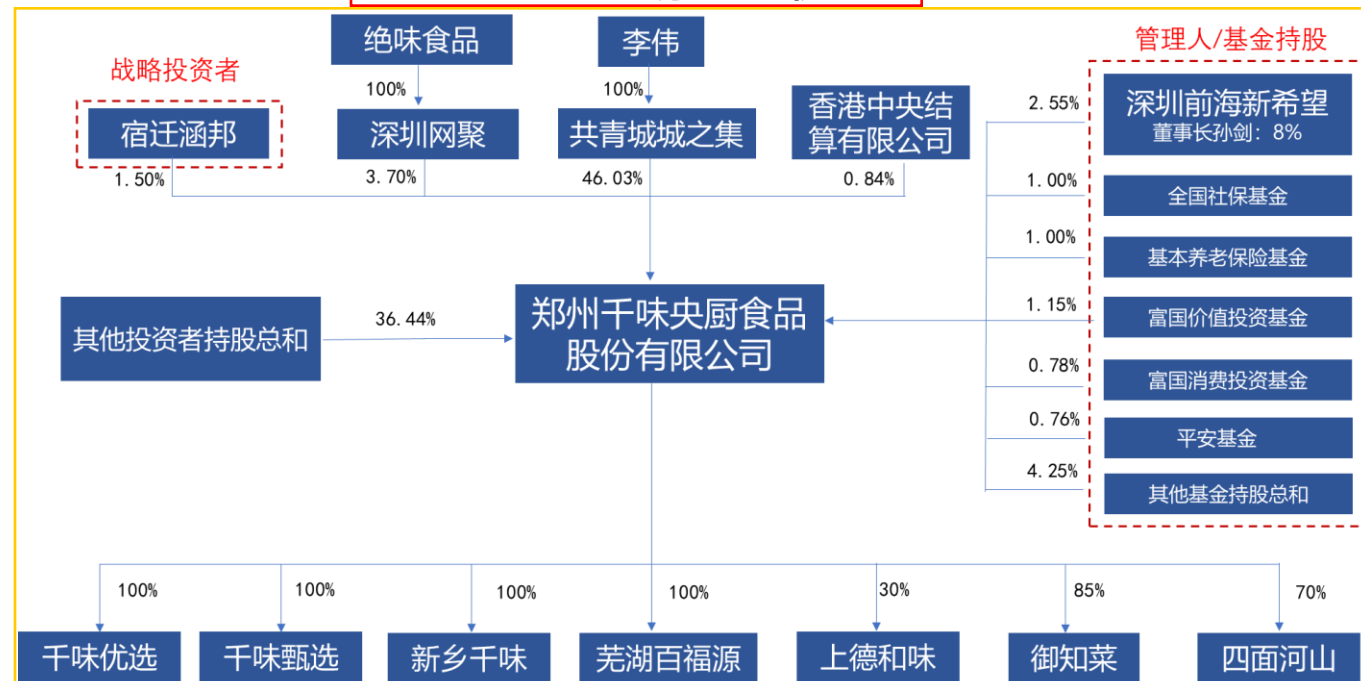 绝味食品
李伟
管理人/基金持股
战略投资者
100%
100%
2.55%
深圳前海新希望
董事长孙剑：8%
宿迁涵邦
深圳网聚
共青城城之集
香港中央结
算有限公司
1.50%
3.70%
46.03%
0.84%
1.00%
全国社保基金
1.00%
基本养老保险基金
其他投资者持股总和
36.44%
郑州千味央厨食品
股份有限公司
1.15%
富国价值投资基金
0.78%
富国消费投资基金
0.76%
平安基金
4.25%
其他基金持股总和
100%
100%
100%
100%
30%
85%
70%
千味优选
千味甄选
新乡千味
芜湖百福源
上德和味
御知菜
四面河山